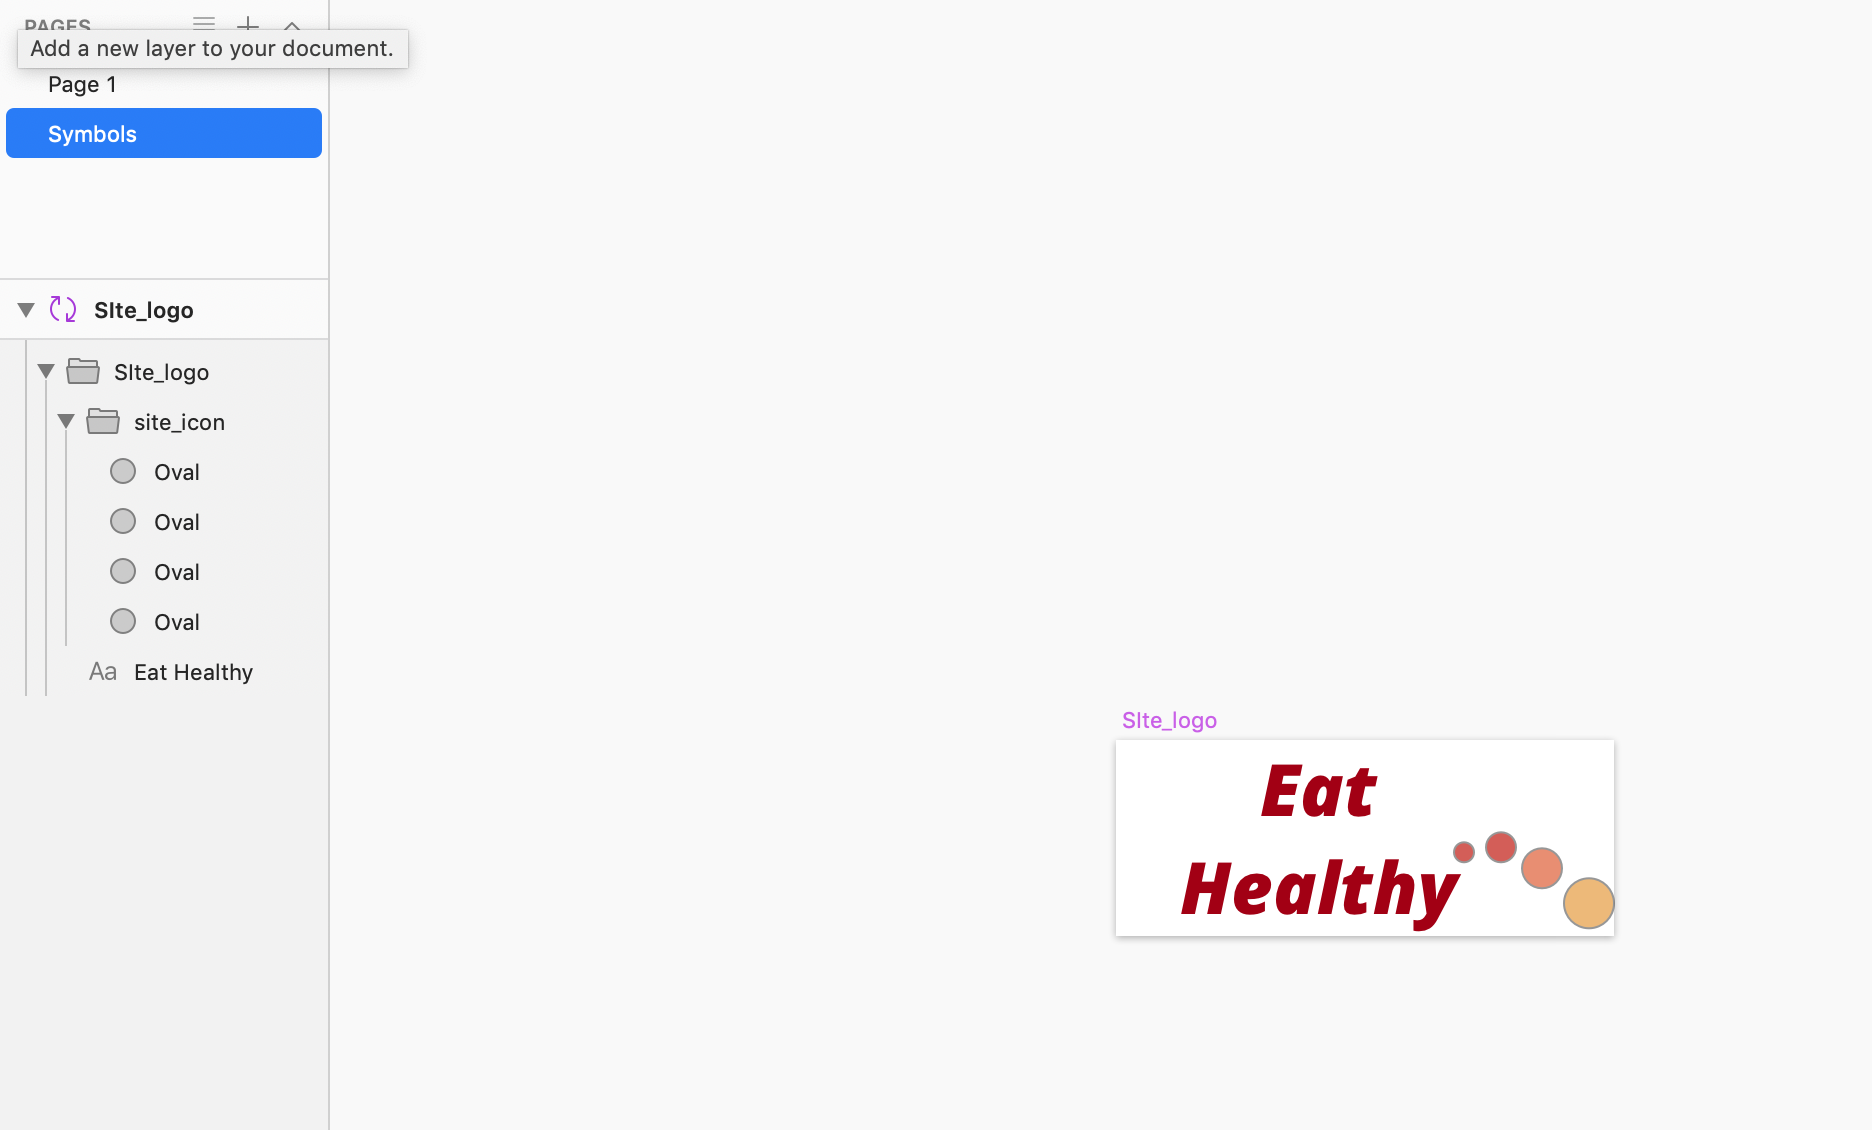 PAGES
Add a new layer to your document.
Page 1
Symbols
SIte_logo
SIte_logo
site_icon
Oval
Oval
Oval
Oval
Aa Eat Healthy
SIte_logo
Eat
Healthy